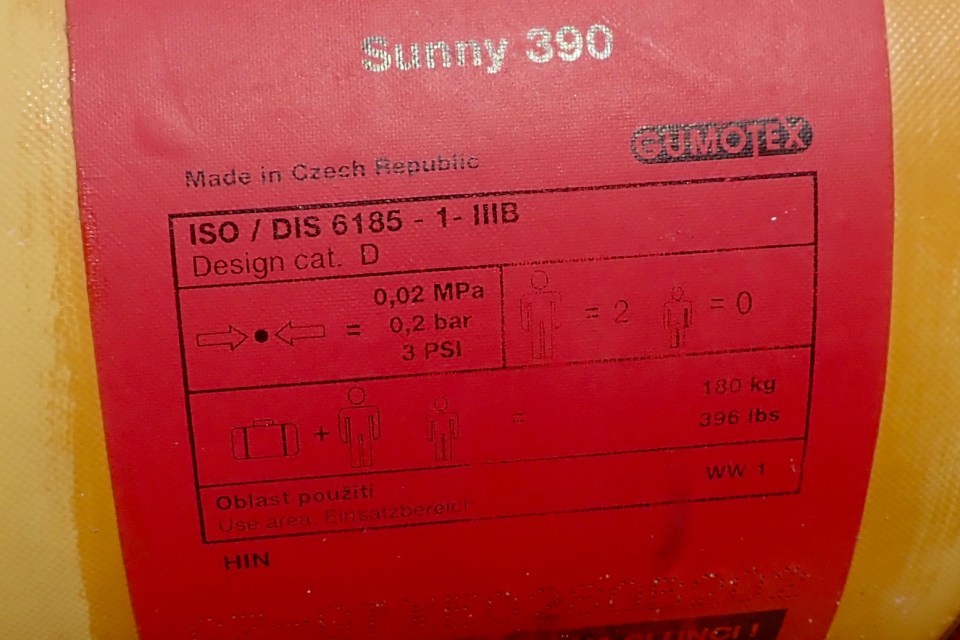 Sunny 390
GUMOTEX
Made in Czech Republic
ISO / DIS 6185 - 1- IIIB
Design cat. D
= 0,02 MPa
0,2 bar
3 PSI
= 2 = 0
+ = 180 kg
396 lbs
Oblast použití WW 1
Use area Einsatzbereich
HIN
SLUNCI !